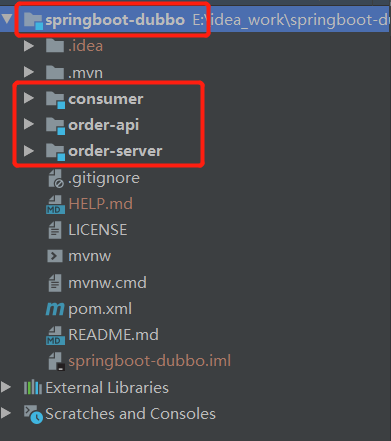 springboot-dubbo E:\idea_work\springboot-du
.idea
.mvn
consumer
order-api
order-server
.gitignore
HELP.md
LICENSE
mvnw
mvnw.cmd
pom.xml
README.md
springboot-dubbo.iml
External Libraries
Scratches and Consoles